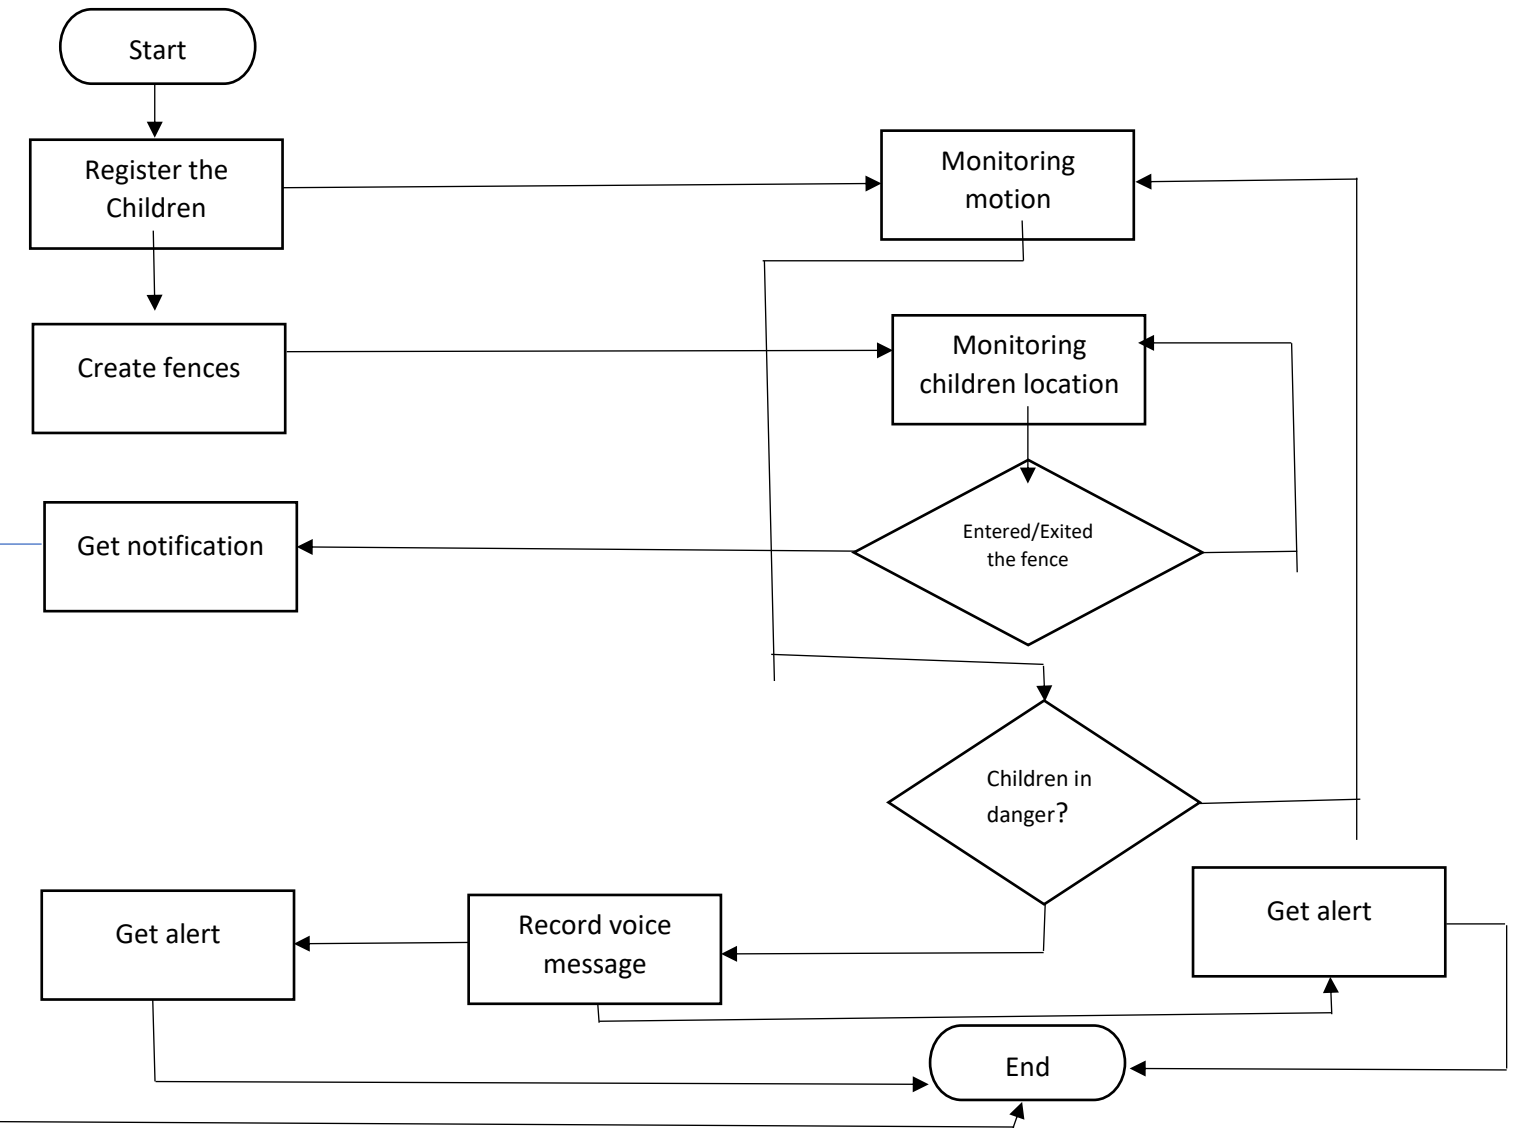 Start
Register the
Children
Monitoring
motion
Create fences
Monitoring
children location
Get notification
Entered/Exited
the fence
Children in
danger?
Get alert
Record voice
message
Get alert
End